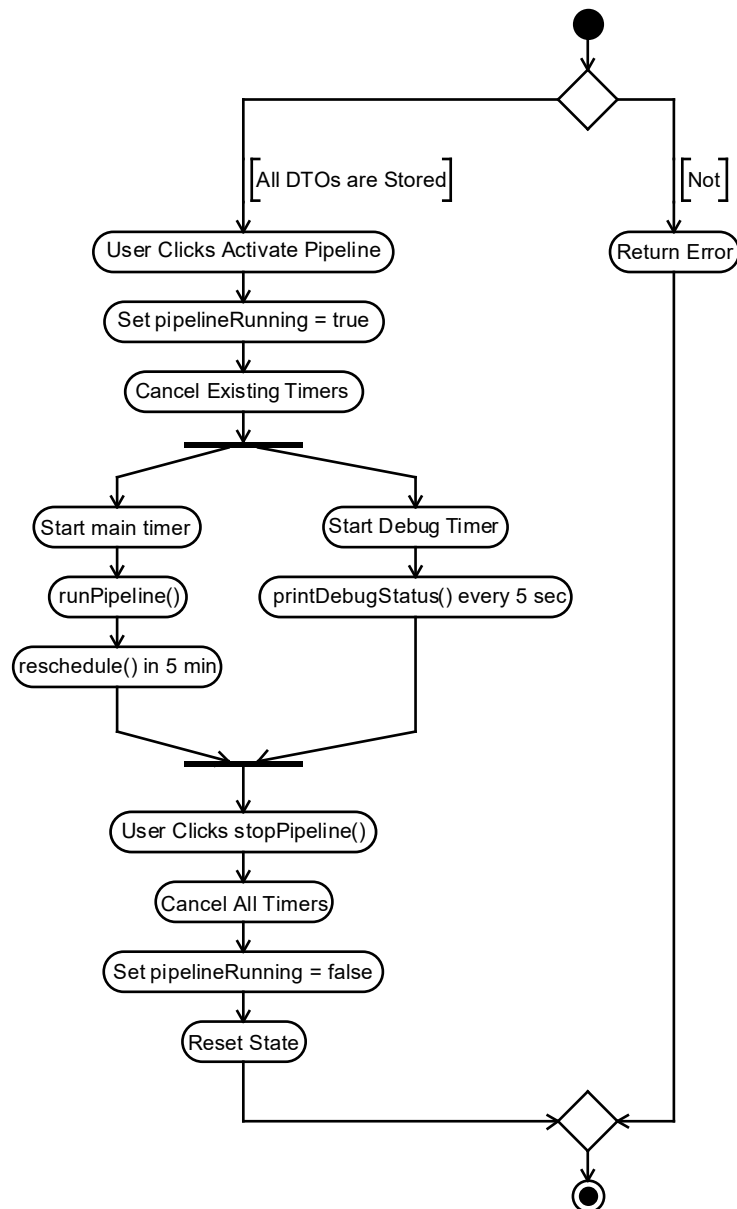 [All DTOs are Stored]
[Not]
User Clicks Activate Pipeline
Return Error
Set pipelineRunning = true
Cancel Existing Timers
Start main timer
Start Debug Timer
runPipeline()
printDebugStatus() every 5 sec
reschedule() in 5 min
User Clicks stopPipeline()
Cancel All Timers
Set pipelineRunning = false
Reset State